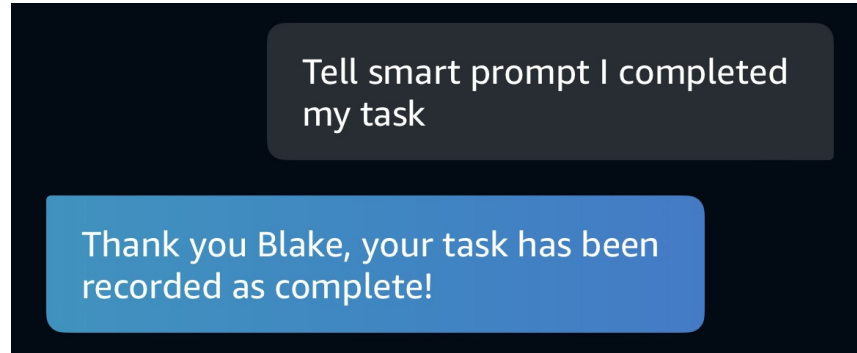 Tell smart prompt I completed
my task
Thank you Blake, your task has been
recorded as complete!